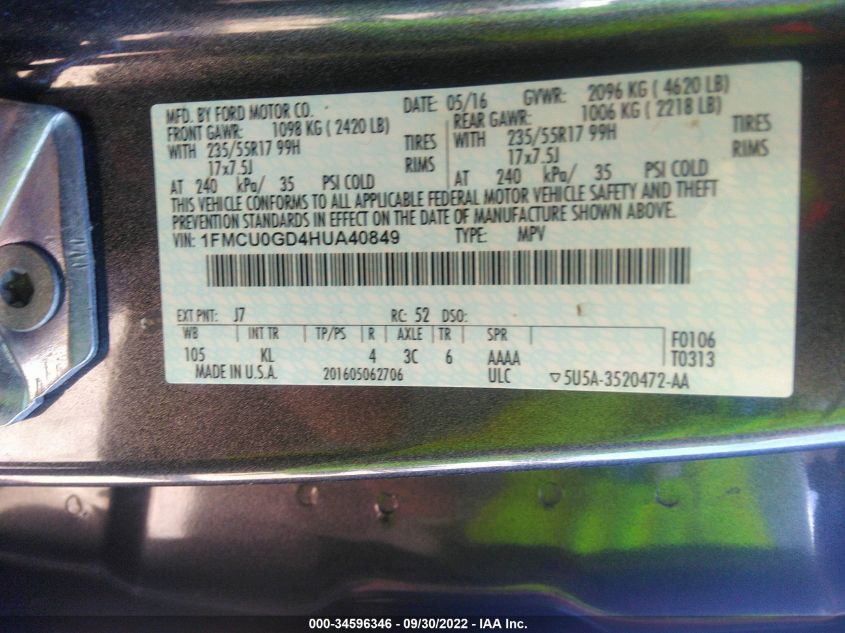 MFD. BY FORD MOTOR CO. DATE: 05/16 GVWR: 2096 KG ( 4620 LB)
FRONT GAWR: 1098 KG ( 2420 LB) REAR GAWR: 1006 KG ( 2218 LB)
WITH 235/55R17 99H TIRES WITH 235/55R17 99H TIRES
17x7.5J RIMS 17x7.5J RIMS
AT 240 kPa/ 35 PSI COLD AT 240 kPa/ 35 PSI COLD
THIS VEHICLE CONFORMS TO ALL APPLICABLE FEDERAL MOTOR VEHICLE SAFETY AND THEFT
PREVENTION STANDARDS IN EFFECT ON THE DATE OF MANUFACTURE SHOWN ABOVE.
VIN: 1FMCU0GD4HUA40849 TYPE: MPV
EXT PNT: J7 RC: 52 DSO:
WB INT TR TP/PS R AXLE TR SPR F0106
105 KL 4 3C 6 AAAA T0313
MADE IN U.S.A. 201605062706 ULC ▽5U5A-3520472-AA
000-34596346 - 09/30/2022 - IAA Inc.